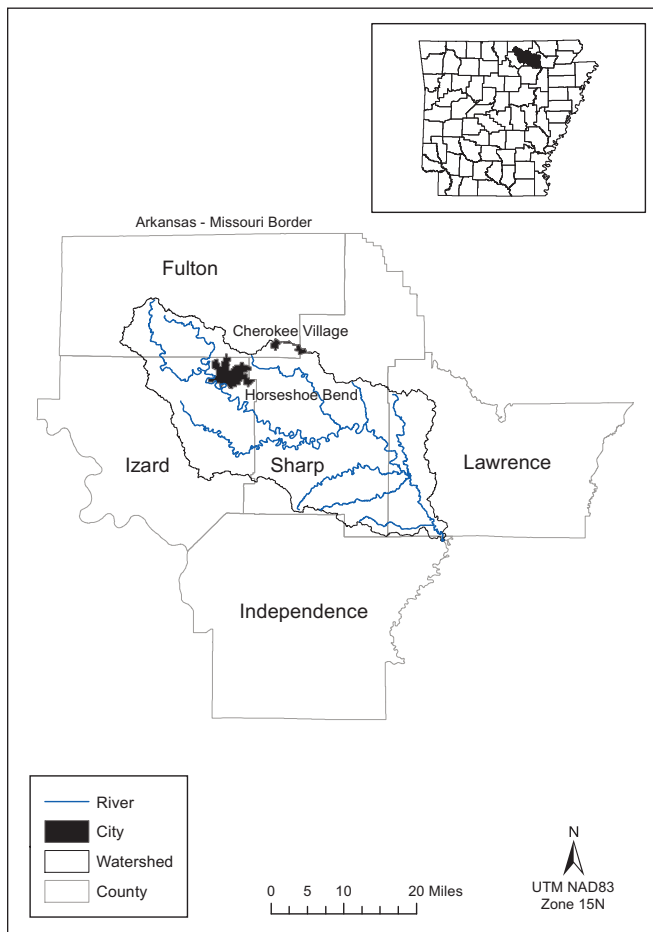 Arkansas - Missouri Border
Fulton
Cherokee Village
Horseshoe Bend
Izard
Sharp
Lawrence
Independence
River
City
Watershed
County
0 5 10 20 Miles
N
UTM NAD83
Zone 15N